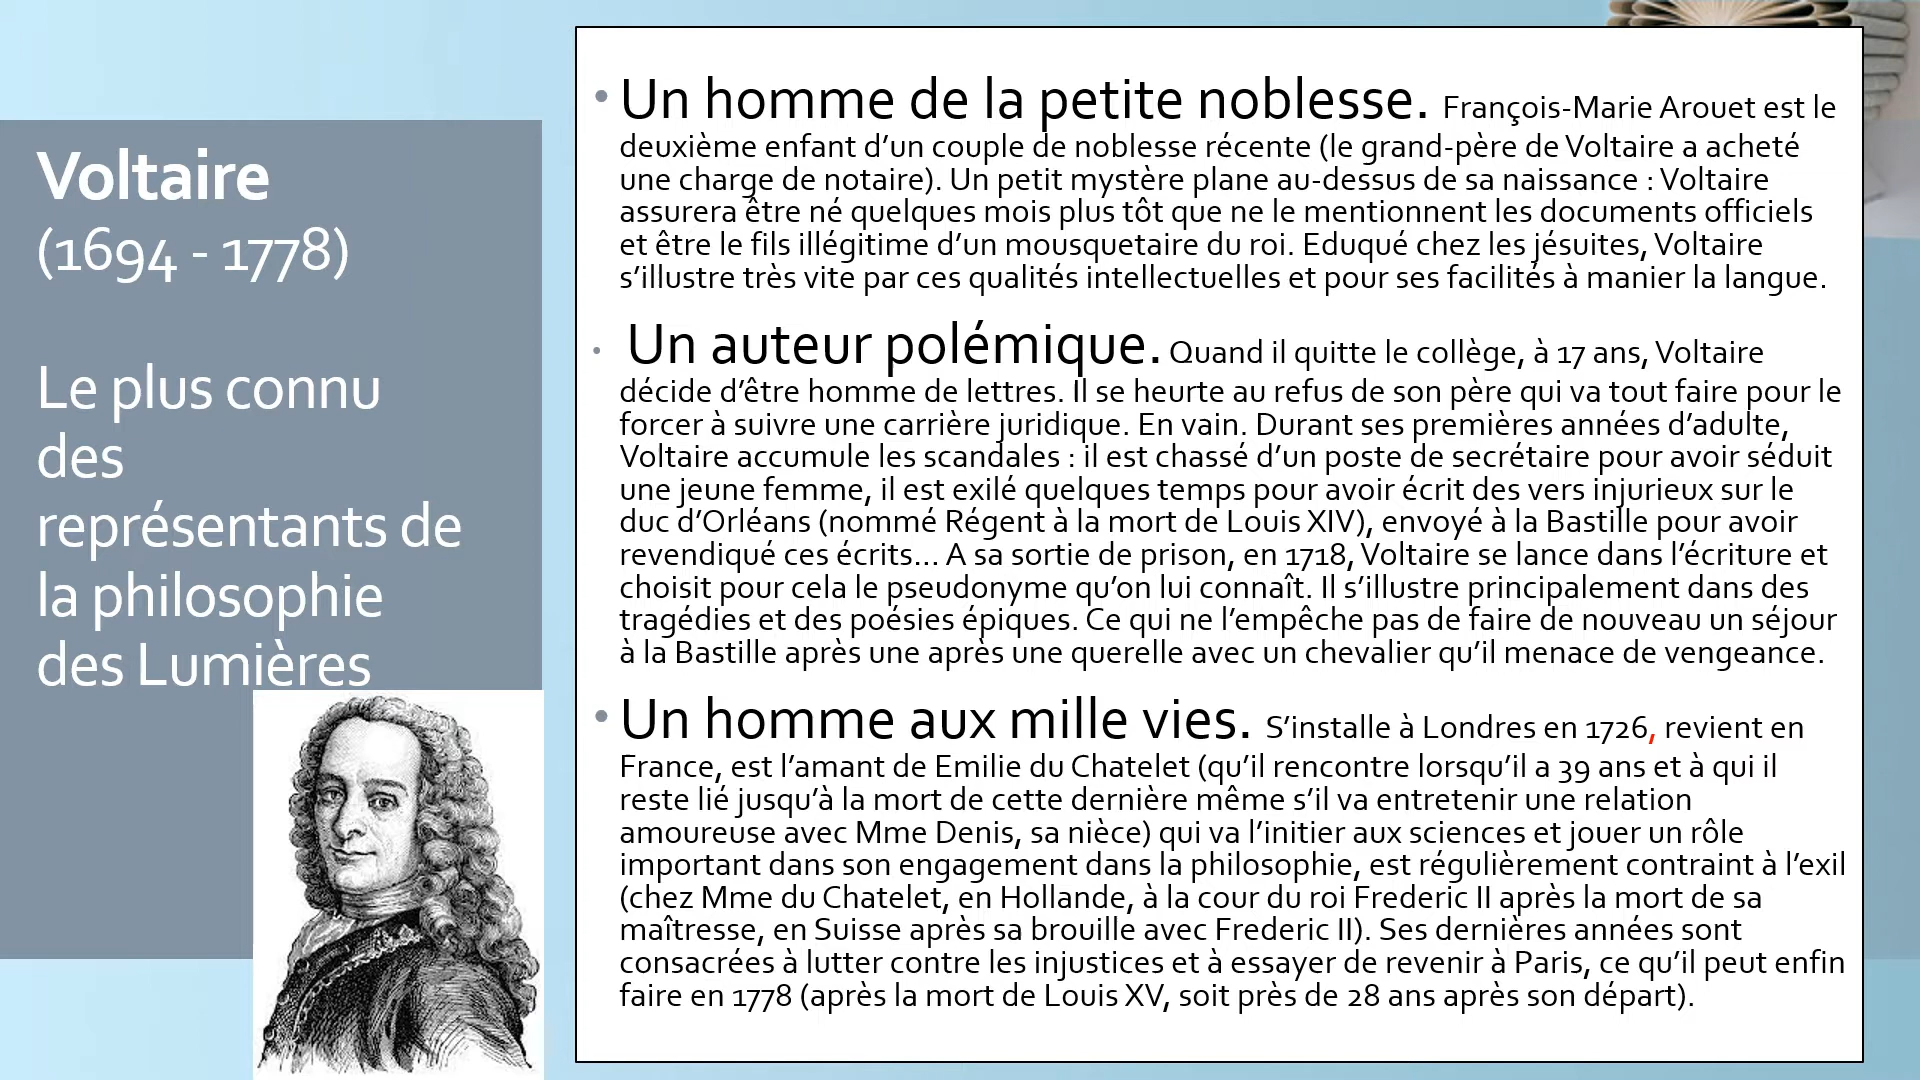 Voltaire
(1694 - 1778)
Le plus connu
des
représentants de
la philosophie
des Lumières
• Un homme de la petite noblesse. François-Marie Arouet est le
deuxième enfant d’un couple de noblesse récente (le grand-père de Voltaire a acheté
une charge de notaire). Un petit mystère plane au-dessus de sa naissance : Voltaire
assurera être né quelques mois plus tôt que ne le mentionnent les documents officiels
et être le fils illégitime d’un mousquetaire du roi. Eduqué chez les jésuites, Voltaire
s’illustre très vite par ces qualités intellectuelles et pour ses facilités à manier la langue.
• Un auteur polémique. Quand il quitte le collège, à 17 ans, Voltaire
décide d’être homme de lettres. Il se heurte au refus de son père qui va tout faire pour le
forcer à suivre une carrière juridique. En vain. Durant ses premières années d’adulte,
Voltaire accumule les scandales : il est chassé d’un poste de secrétaire pour avoir séduit
une jeune femme, il est exilé quelques temps pour avoir écrit des vers injurieux sur le
duc d’Orléans (nommé Régent à la mort de Louis XIV), envoyé à la Bastille pour avoir
revendiqué ces écrits… A sa sortie de prison, en 1718, Voltaire se lance dans l’écriture et
choisit pour cela le pseudonyme qu’on lui connaît. Il s’illustre principalement dans des
tragédies et des poésies épiques. Ce qui ne l’empêche pas de faire de nouveau un séjour
à la Bastille après une après une querelle avec un chevalier qu’il menace de vengeance.
• Un homme aux mille vies. S’installe à Londres en 1726, revient en
France, est l’amant de Emilie du Chatelet (qu’il rencontre lorsqu’il a 39 ans et à qui il
reste lié jusqu’à la mort de cette dernière même s’il va entretenir une relation
amoureuse avec Mme Denis, sa nièce) qui va l’initier aux sciences et jouer un rôle
important dans son engagement dans la philosophie, est régulièrement contraint à l’exil
(chez Mme du Chatelet, en Hollande, à la cour du roi Frederic II après la mort de sa
maîtresse, en Suisse après sa brouille avec Frederic II). Ses dernières années sont
consacrées à lutter contre les injustices et à essayer de revenir à Paris, ce qu’il peut enfin
faire en 1778 (après la mort de Louis XV, soit près de 28 ans après son départ).